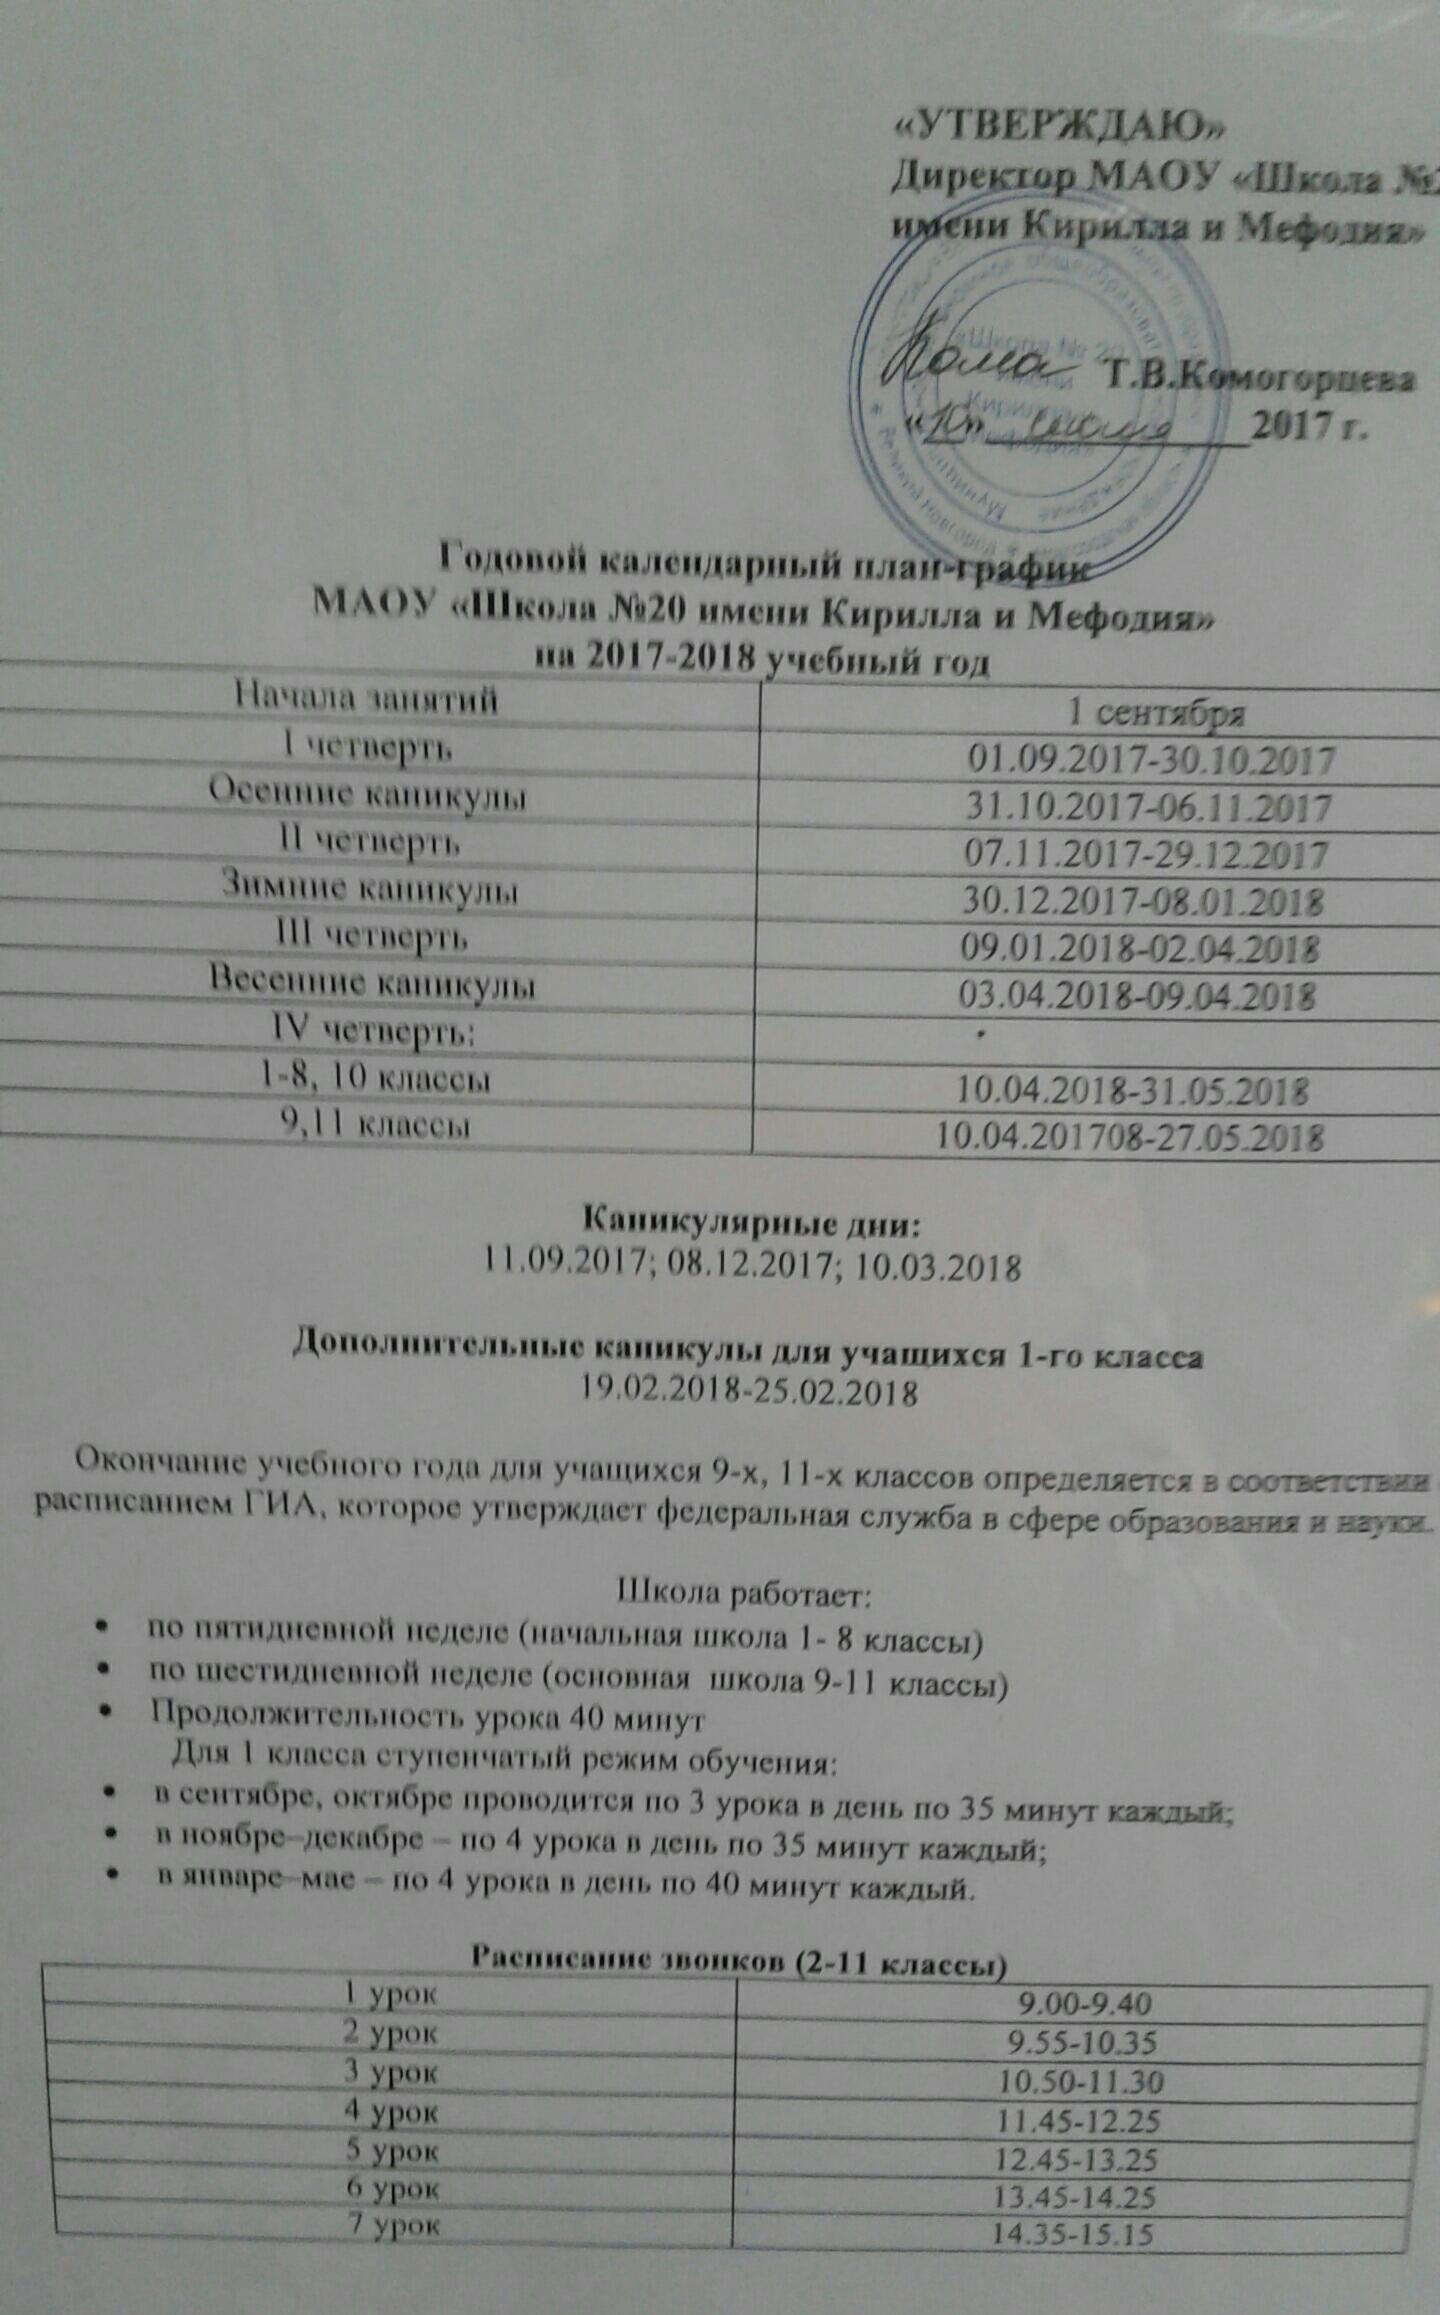 «УТВЕРЖДАЮ»
Директор МАОУ «Школа №2
имени Кирилла и Мефодия»
Т.В.Комогорцева
2017 г.
«Школа № 20
имени
Кирилла
Великий Новгород
Годовой календарный план-график
МАОУ «Школа №20 имени Кирилла и Мефодия»
на 2017-2018 учебный год
Начала занятий 1 сентября
I четверть 01.09.2017-30.10.2017
Осенние каникулы 31.10.2017-06.11.2017
II четверть 07.11.2017-29.12.2017
Зимние каникулы 30.12.2017-08.01.2018
III четверть 09.01.2018-02.04.2018
Весенние каникулы 03.04.2018-09.04.2018
IV четверть:
1-8, 10 классы 10.04.2018-31.05.2018
9,11 классы 10.04.201708-27.05.2018
Каникулярные дни:
11.09.2017; 08.12.2017; 10.03.2018
Дополнительные каникулы для учащихся 1-го класса
19.02.2018-25.02.2018
Окончание учебного года для учащихся 9-х, 11-х классов определяется в соответствии
расписанием ГИА, которое утверждает федеральная служба в сфере образования и науки.
Школа работает:
• по пятидневной неделе (начальная школа 1- 8 классы)
• по шестидневной неделе (основная школа 9-11 классы)
• Продолжительность урока 40 минут
Для 1 класса ступенчатый режим обучения:
• в сентябре, октябре проводится по 3 урока в день по 35 минут каждый;
• в ноябре–декабре – по 4 урока в день по 35 минут каждый;
• в январе–мае – по 4 урока в день по 40 минут каждый.
Расписание звонков (2-11 классы)
1 урок 9.00-9.40
2 урок 9.55-10.35
3 урок 10.50-11.30
4 урок 11.45-12.25
5 урок 12.45-13.25
6 урок 13.45-14.25
7 урок 14.35-15.15